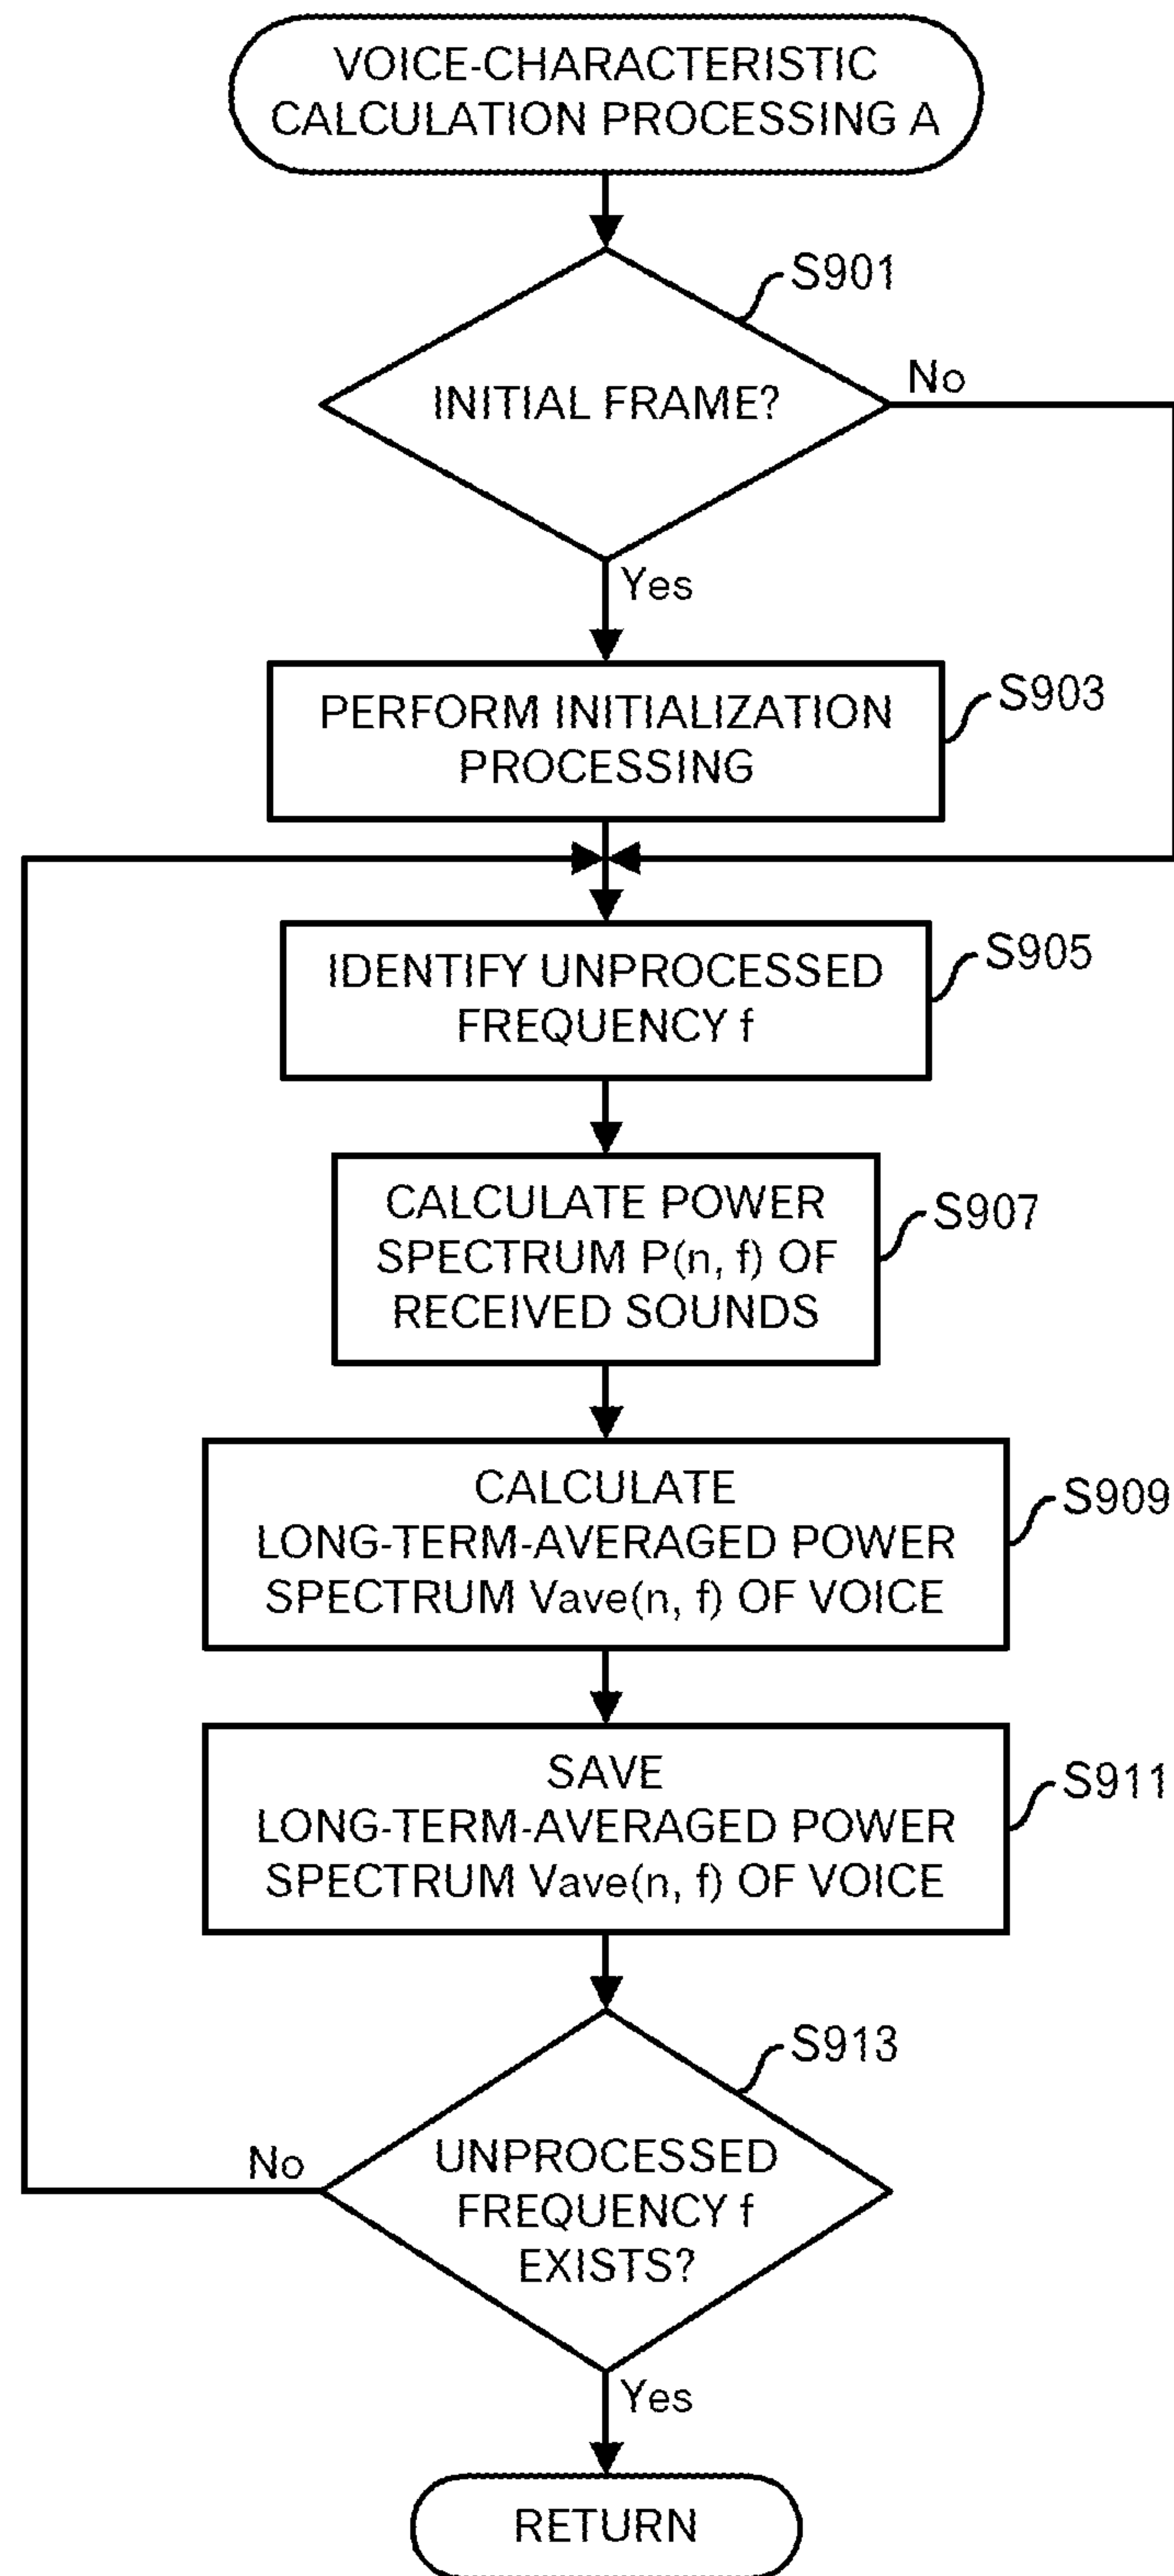 VOICE-CHARACTERISTIC
CALCULATION PROCESSING A
S901
INITIAL FRAME?
No
Yes
PERFORM INITIALIZATION
PROCESSING
S903
IDENTIFY UNPROCESSED
FREQUENCY f
S905
CALCULATE POWER
SPECTRUM P(n, f) OF
RECEIVED SOUNDS
S907
CALCULATE
LONG-TERM-AVERAGED POWER
SPECTRUM Vave(n, f) OF VOICE
S909
SAVE
LONG-TERM-AVERAGED POWER
SPECTRUM Vave(n, f) OF VOICE
S911
S913
No
UNPROCESSED
FREQUENCY f
EXISTS?
Yes
RETURN